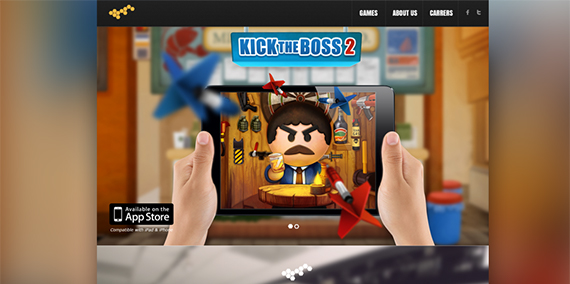 GAMES ABOUT US CARRERS
KICK THE BOSS 2
Available on the
App Store
Compatible with iPad & iPhone